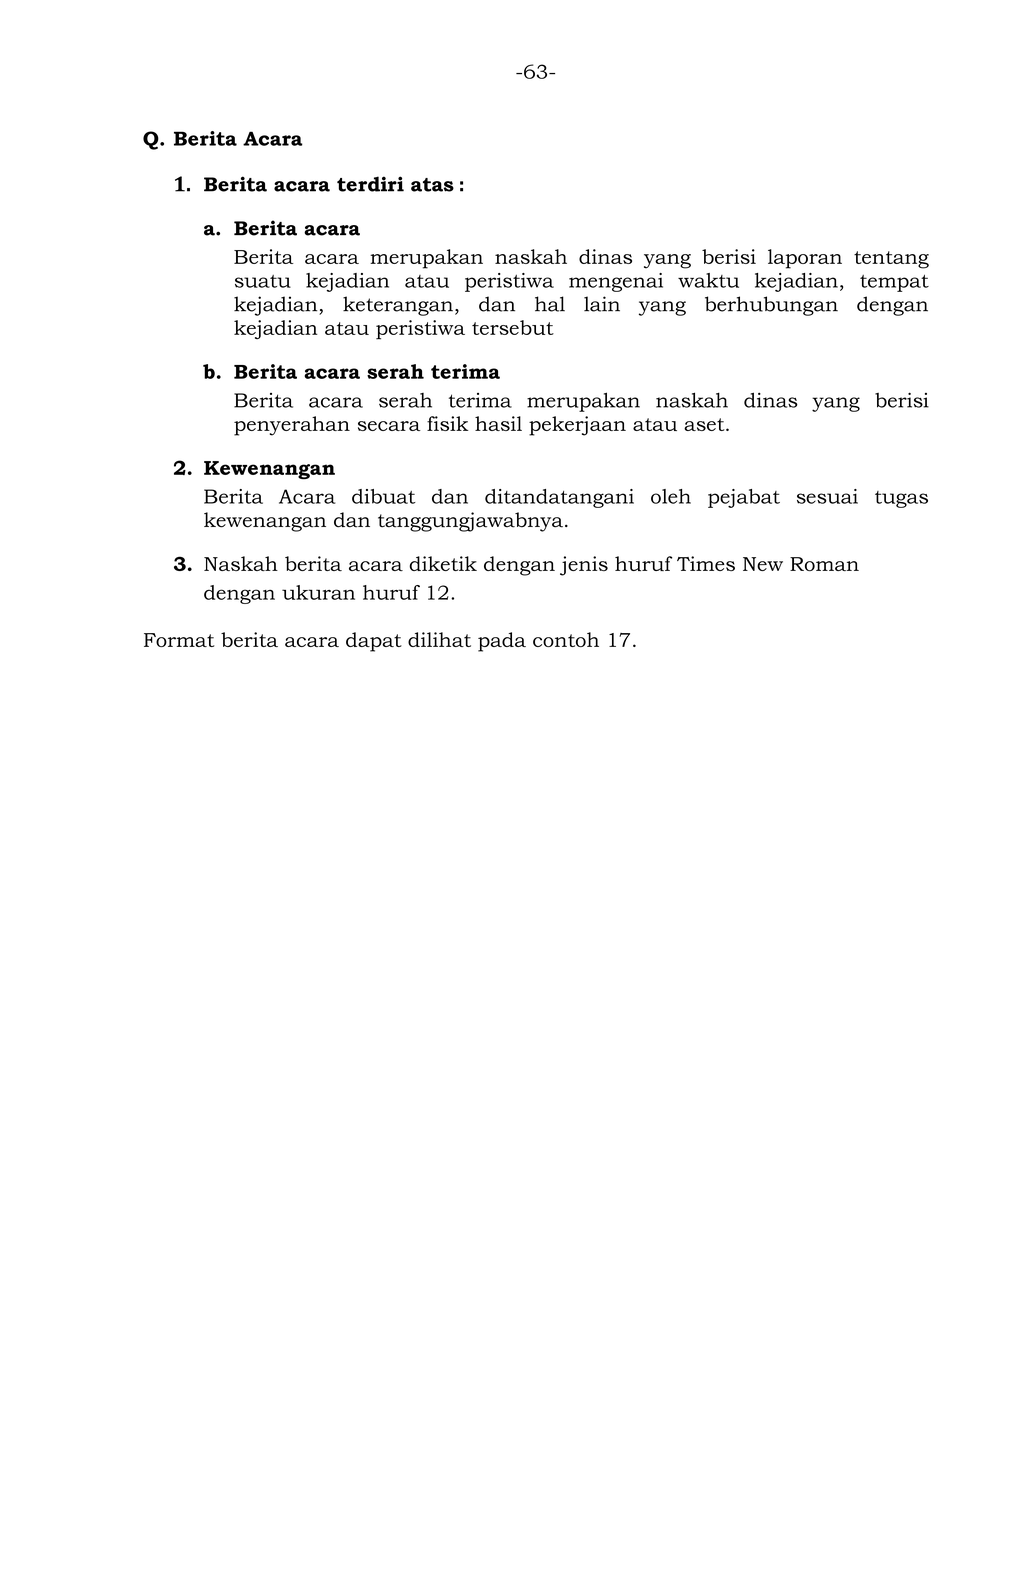 -63-
Q. Berita Acara
1. Berita acara terdiri atas :
a. Berita acara
Berita acara merupakan naskah dinas yang berisi laporan tentang
suatu kejadian atau peristiwa mengenai waktu kejadian, tempat
kejadian, keterangan, dan hal lain yang berhubungan dengan
kejadian atau peristiwa tersebut
b. Berita acara serah terima
Berita acara serah terima merupakan naskah dinas yang berisi
penyerahan secara fisik hasil pekerjaan atau aset.
2. Kewenangan
Berita Acara dibuat dan ditandatangani oleh pejabat sesuai tugas
kewenangan dan tanggungjawabnya.
3. Naskah berita acara diketik dengan jenis huruf Times New Roman
dengan ukuran huruf 12.
Format berita acara dapat dilihat pada contoh 17.